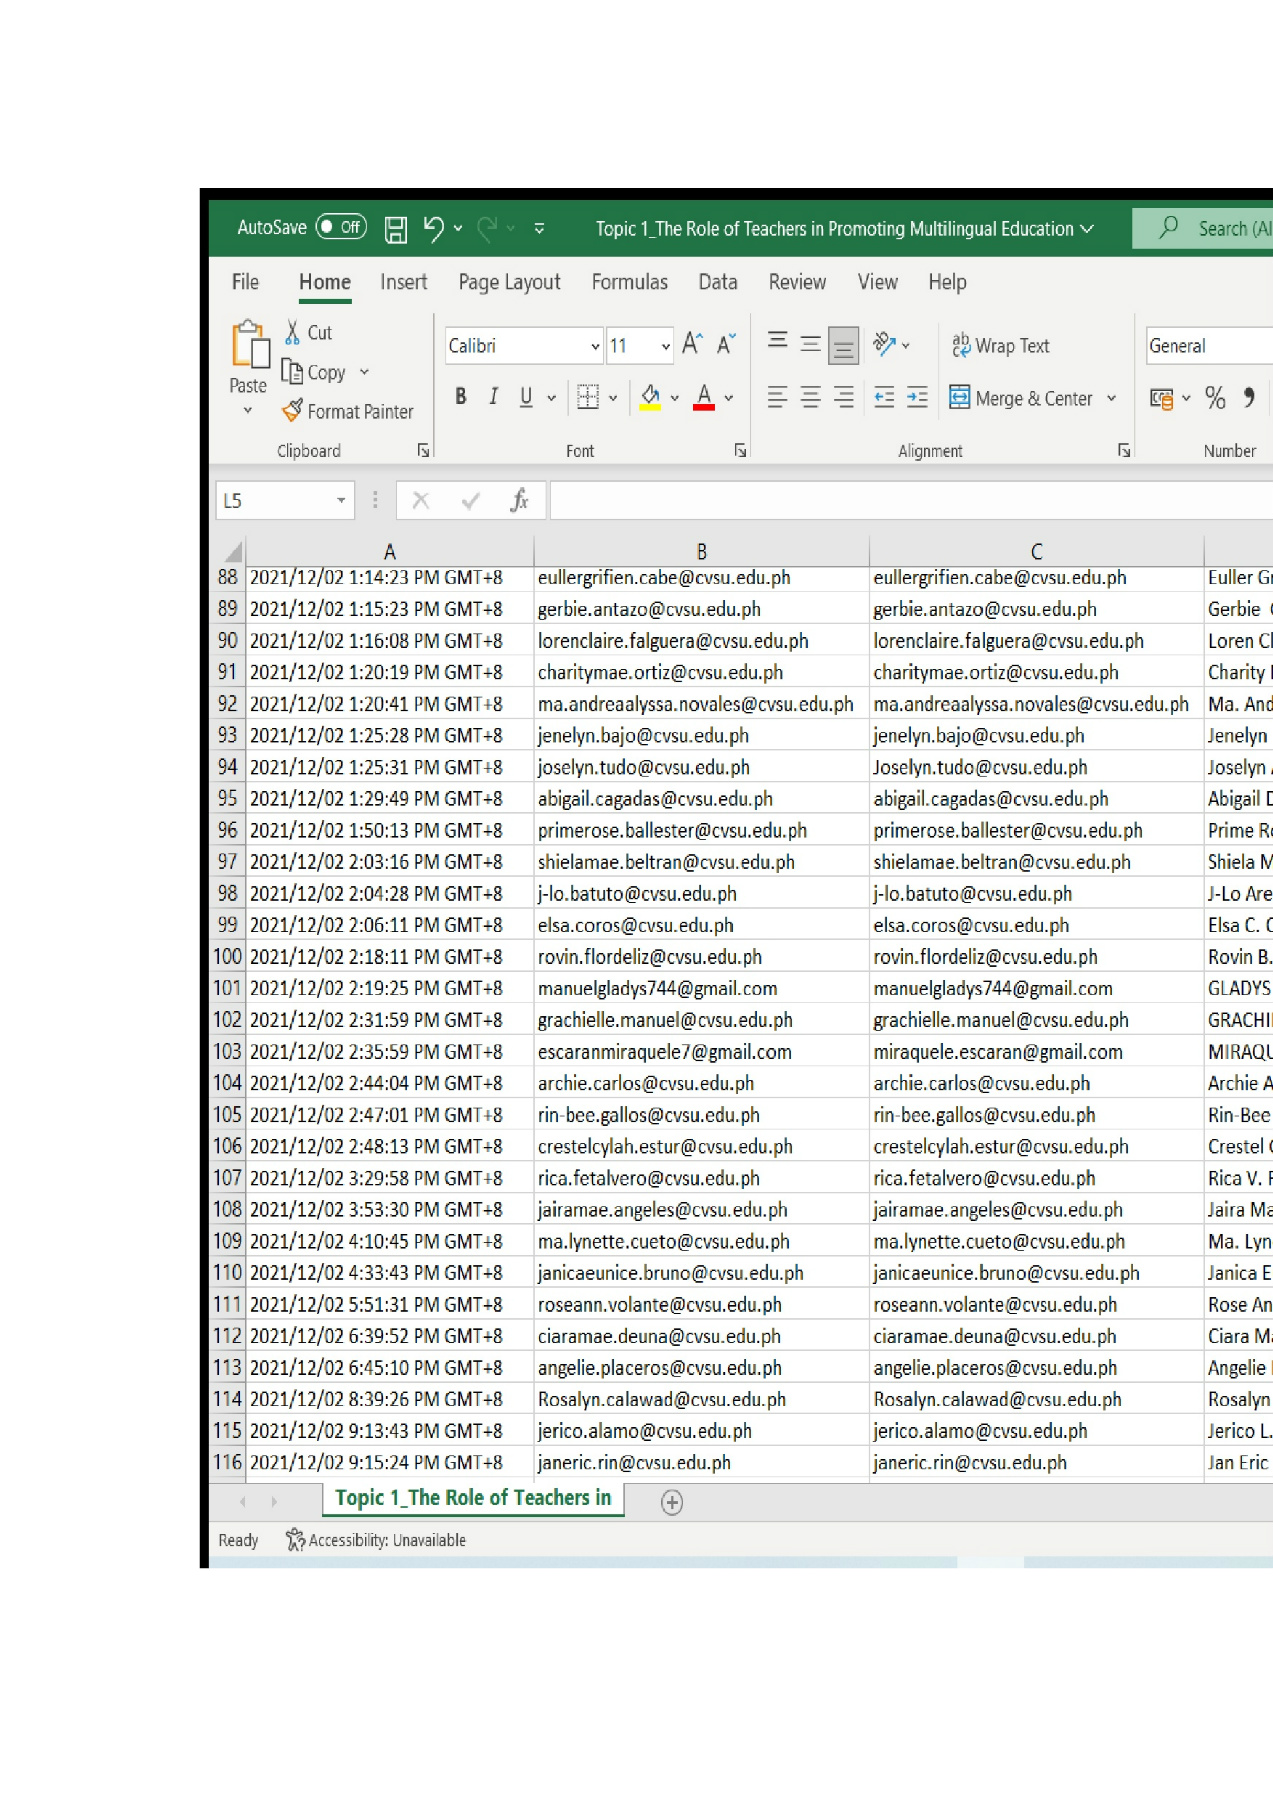 AutoSave Off Topic 1_The Role of Teachers in Promoting Multilingual Education Search (Al
File Home Insert Page Layout Formulas Data Review View Help
Paste Cut Copy Format Painter Clipboard
Calibri 11 A A B I U A Font
ab Wrap Text Merge & Center Alignment
General % Number
L5 fx
A B C
88 2021/12/02 1:14:23 PM GMT+8 eullergrifien.cabe@cvsu.edu.ph eullergrifien.cabe@cvsu.edu.ph Euller Gr
89 2021/12/02 1:15:23 PM GMT+8 gerbie.antazo@cvsu.edu.ph gerbie.antazo@cvsu.edu.ph Gerbie
90 2021/12/02 1:16:08 PM GMT+8 lorenclaire.falguera@cvsu.edu.ph lorenclaire.falguera@cvsu.edu.ph Loren Cl
91 2021/12/02 1:20:19 PM GMT+8 charitymae.ortiz@cvsu.edu.ph charitymae.ortiz@cvsu.edu.ph Charity
92 2021/12/02 1:20:41 PM GMT+8 ma.andreaalyssa.novales@cvsu.edu.ph ma.andreaalyssa.novales@cvsu.edu.ph Ma. And
93 2021/12/02 1:25:28 PM GMT+8 jenelyn.bajo@cvsu.edu.ph jenelyn.bajo@cvsu.edu.ph Jenelyn
94 2021/12/02 1:25:31 PM GMT+8 joselyn.tudo@cvsu.edu.ph Joselyn.tudo@cvsu.edu.ph Joselyn
95 2021/12/02 1:29:49 PM GMT+8 abigail.cagadas@cvsu.edu.ph abigail.cagadas@cvsu.edu.ph Abigail
96 2021/12/02 1:50:13 PM GMT+8 primerose.ballester@cvsu.edu.ph primerose.ballester@cvsu.edu.ph Prime Ro
97 2021/12/02 2:03:16 PM GMT+8 shielamae.beltran@cvsu.edu.ph shielamae.beltran@cvsu.edu.ph Shiela M
98 2021/12/02 2:04:28 PM GMT+8 j-lo.batuto@cvsu.edu.ph j-lo.batuto@cvsu.edu.ph J-Lo Are
99 2021/12/02 2:06:11 PM GMT+8 elsa.coros@cvsu.edu.ph elsa.coros@cvsu.edu.ph Elsa C.
100 2021/12/02 2:18:11 PM GMT+8 rovin.flordeliz@cvsu.edu.ph rovin.flordeliz@cvsu.edu.ph Rovin B.
101 2021/12/02 2:19:25 PM GMT+8 manuelgladys744@gmail.com manuelgladys744@gmail.com GLADYS
102 2021/12/02 2:31:59 PM GMT+8 grachielle.manuel@cvsu.edu.ph grachielle.manuel@cvsu.edu.ph GRACHI
103 2021/12/02 2:35:59 PM GMT+8 escaranmiraquele7@gmail.com miraquele.escaran@gmail.com MIRAQU
104 2021/12/02 2:44:04 PM GMT+8 archie.carlos@cvsu.edu.ph archie.carlos@cvsu.edu.ph Archie A
105 2021/12/02 2:47:01 PM GMT+8 rin-bee.gallos@cvsu.edu.ph rin-bee.gallos@cvsu.edu.ph Rin-Bee
106 2021/12/02 2:48:13 PM GMT+8 crestelcylah.estur@cvsu.edu.ph crestelcylah.estur@cvsu.edu.ph Crestel
107 2021/12/02 3:29:58 PM GMT+8 rica.fetalvero@cvsu.edu.ph rica.fetalvero@cvsu.edu.ph Rica V.
108 2021/12/02 3:53:30 PM GMT+8 jairamae.angeles@cvsu.edu.ph jairamae.angeles@cvsu.edu.ph Jaira Ma
109 2021/12/02 4:10:45 PM GMT+8 ma.lynette.cueto@cvsu.edu.ph ma.lynette.cueto@cvsu.edu.ph Ma. Lyn
110 2021/12/02 4:33:43 PM GMT+8 janicaeunice.bruno@cvsu.edu.ph janicaeunice.bruno@cvsu.edu.ph Janica E
111 2021/12/02 5:51:31 PM GMT+8 roseann.volante@cvsu.edu.ph roseann.volante@cvsu.edu.ph Rose An
112 2021/12/02 6:39:52 PM GMT+8 ciaramae.deuna@cvsu.edu.ph ciaramae.deuna@cvsu.edu.ph Ciara Ma
113 2021/12/02 6:45:10 PM GMT+8 angelie.placeros@cvsu.edu.ph angelie.placeros@cvsu.edu.ph Angelie
114 2021/12/02 8:39:26 PM GMT+8 Rosalyn.calawad@cvsu.edu.ph Rosalyn.calawad@cvsu.edu.ph Rosalyn
115 2021/12/02 9:13:43 PM GMT+8 jerico.alamo@cvsu.edu.ph jerico.alamo@cvsu.edu.ph Jerico L.
116 2021/12/02 9:15:24 PM GMT+8 janeric.rin@cvsu.edu.ph janeric.rin@cvsu.edu.ph Jan Eric
Topic 1_The Role of Teachers in
Ready Accessibility: Unavailable